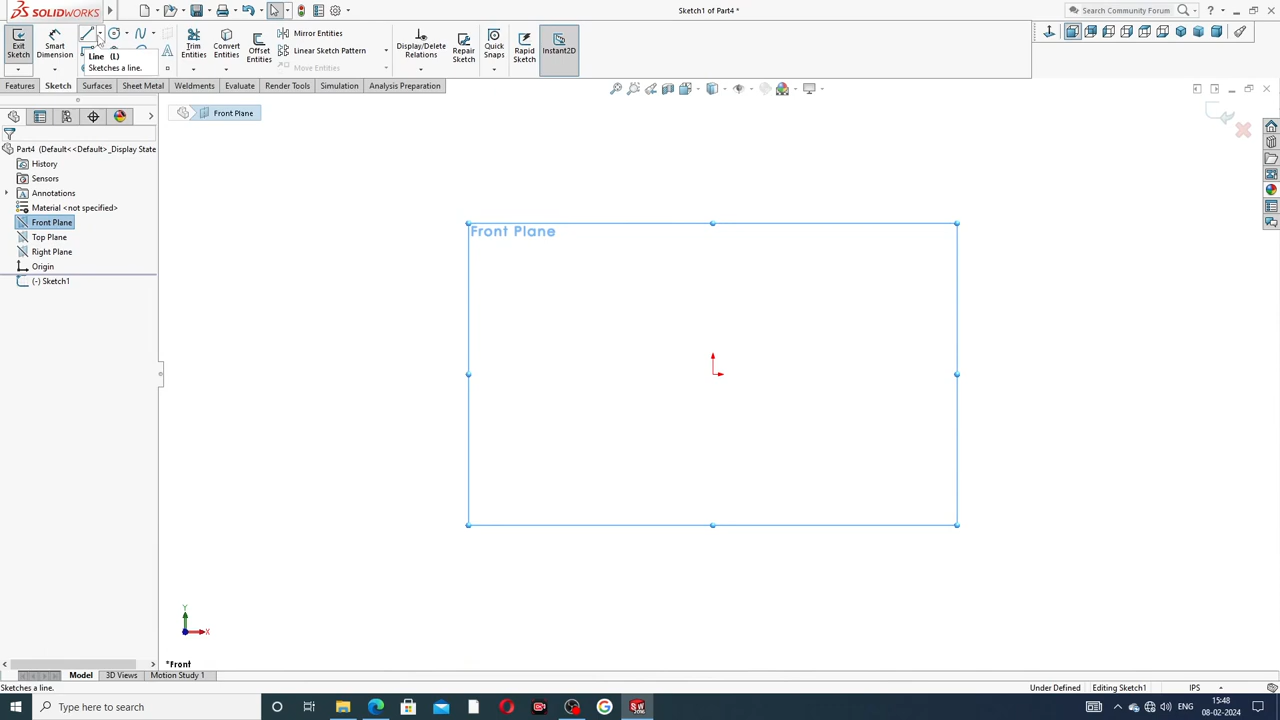 SOLIDWORKS
Sketch1 of Part4 *
Search Community Forum
Exit Sketch
Smart Dimension
Trim Entities
Convert Entities
Offset Entities
Mirror Entities
Linear Sketch Pattern
Move Entities
Display/Delete Relations
Repair Sketch
Quick Snaps
Rapid Sketch
Instant2D
Line (L)
Sketches a line.
Features
Sketch
Surfaces
Sheet Metal
Weldments
Evaluate
Render Tools
Simulation
Analysis Preparation
Front Plane
Part4 (Default<<Default>_Display State
History
Sensors
Annotations
Material <not specified>
Front Plane
Top Plane
Right Plane
Origin
(-) Sketch1
Front Plane
Y
X
*Front
Model
3D Views
Motion Study 1
Sketches a line.
Under Defined
Editing Sketch1
IPS
Type here to search
ENG
15:48
08-02-2024